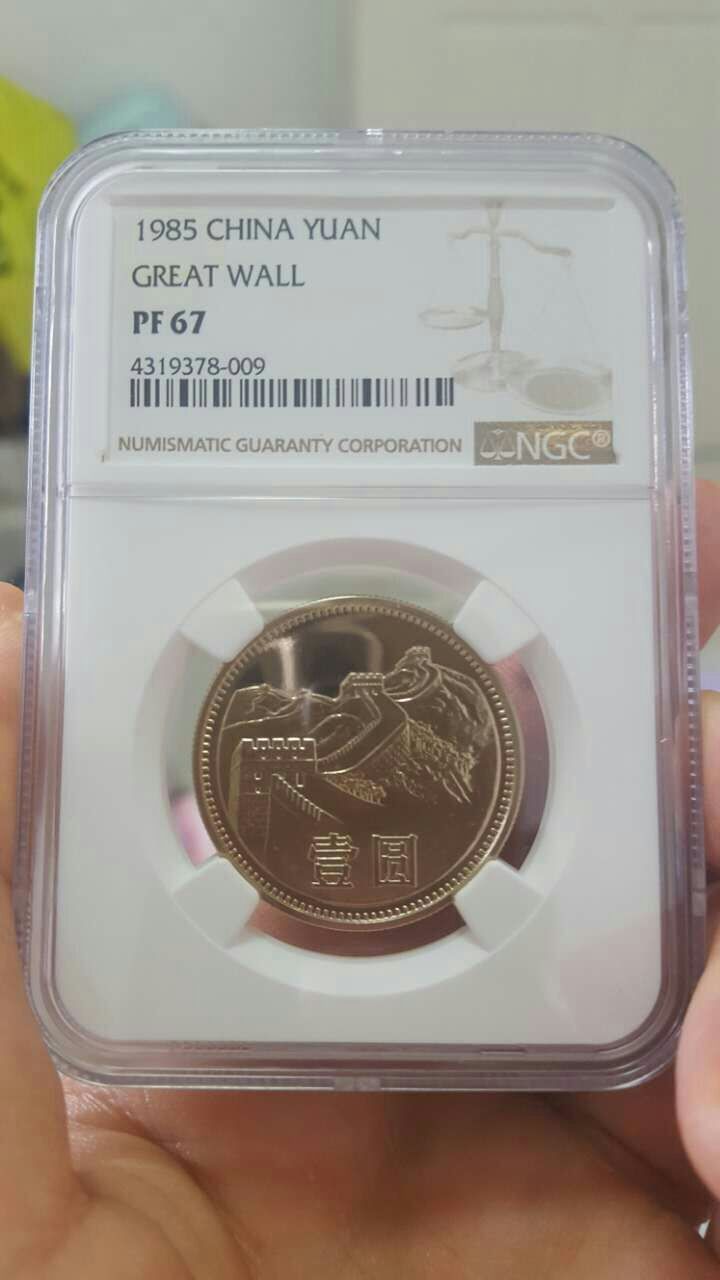 1985 CHINA YUAN
GREAT WALL
PF 67
4319378-009
NUMISMATIC GUARANTY CORPORATION
NGC®
壹圆